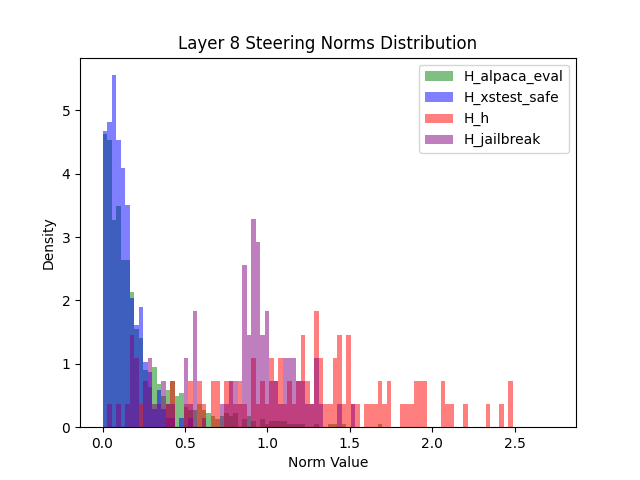 Layer 8 Steering Norms Distribution
H_alpaca_eval
H_xstest_safe
H_h
H_jailbreak
Density
5
4
3
2
1
0
0.0 0.5 1.0 1.5 2.0 2.5
Norm Value